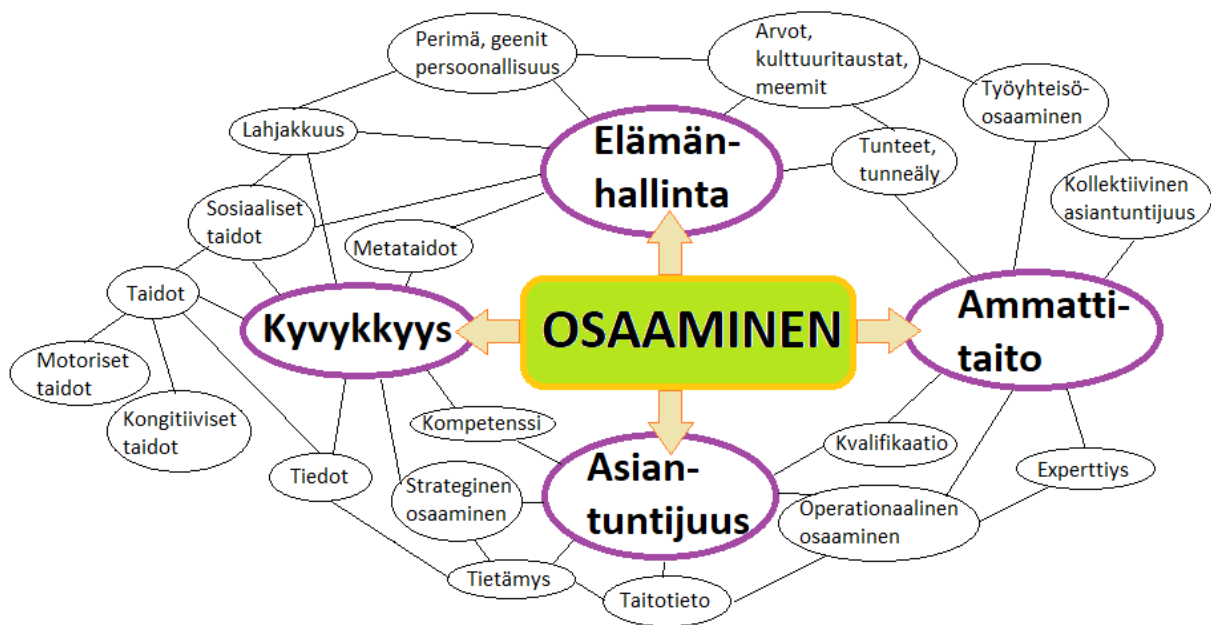 Perimä, geenit
persoonallisuus
Arvot,
kulttuuritaustat,
meemit
Työyhteisö-
osaaminen
Lahjakkuus
Elämän-
hallinta
Tunteet,
tunneäly
Kollektiivinen
asiantuntijuus
Sosiaaliset
taidot
Metataidot
Taidot
Kyvykkyys
OSAAMINEN
Ammatti-
taito
Motoriset
taidot
Kongitiiviset
taidot
Kompetenssi
Kvalifikaatio
Tiedot
Strateginen
osaaminen
Asian-
tuntijuus
Operationaalinen
osaaminen
Experttiys
Tietämys
Taitotieto